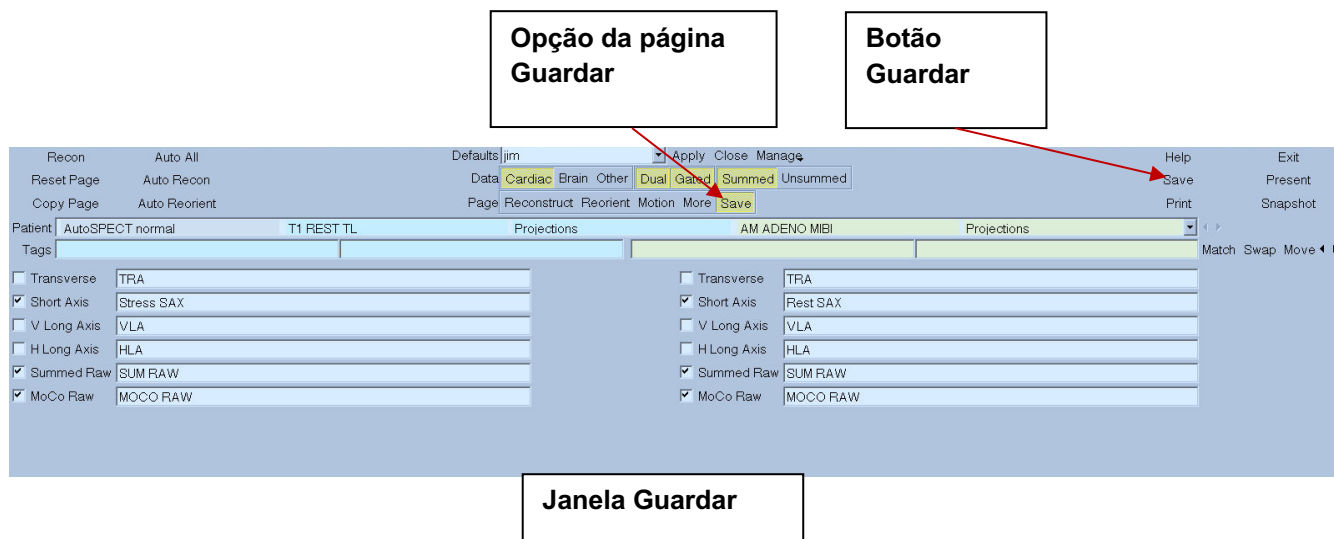 Opção da página
Guardar
Botão
Guardar
Recon Auto All Defaults jim Apply Close Manage Help Exit
Reset Page Auto Recon Data Cardiac Brain Other Dual Gated Summed Unsummed Save Present
Copy Page Auto Reorient Page Reconstruct Reorient Motion More Save Print Snapshot
Patient AutoSPECT normal T1 REST TL Projections AM ADENO MIBI Projections
Tags Match Swap Move
Transverse TRA Transverse TRA
Short Axis Stress SAX Short Axis Rest SAX
V Long Axis VLA V Long Axis VLA
H Long Axis HLA H Long Axis HLA
Summed Raw SUM RAW Summed Raw SUM RAW
MoCo Raw MOCO RAW MoCo Raw MOCO RAW
Janela Guardar